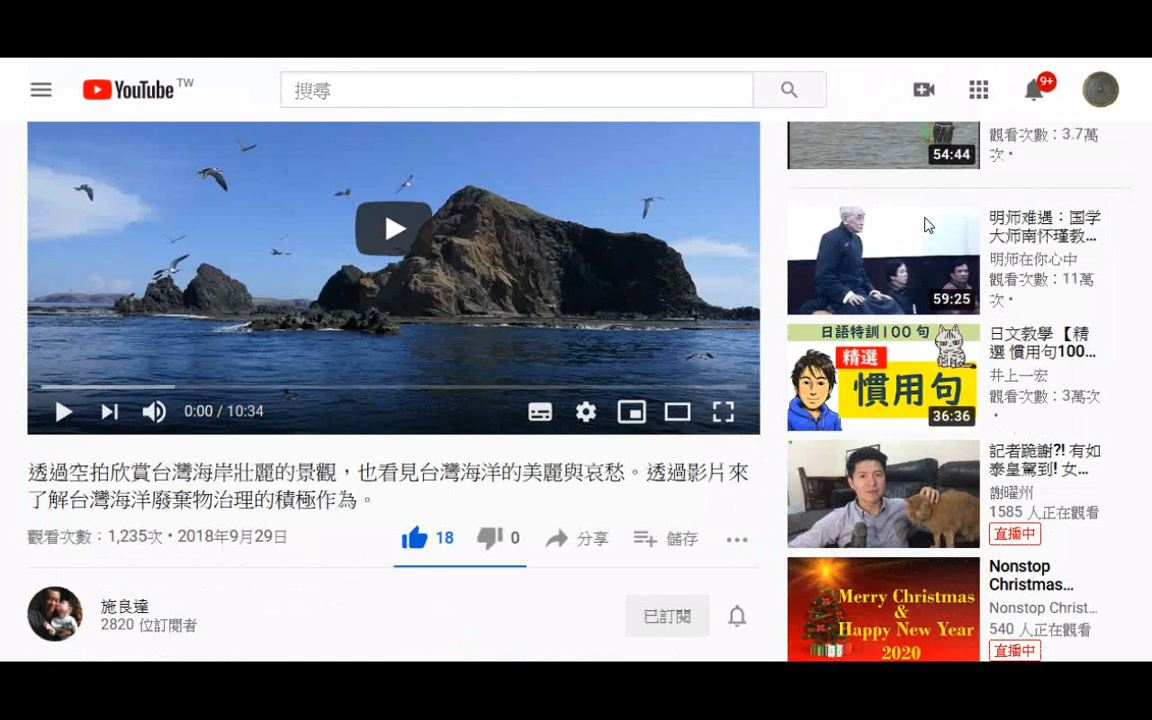 YouTube TW
搜尋
9+
0:00 / 10:34
透過空拍欣賞台灣海岸壯麗的景觀，也看見台灣海洋的美麗與哀愁。透過影片來
了解台灣海洋廢棄物治理的積極作為。
觀看次數：1,235次 • 2018年9月29日
18
0
分享
儲存
施良達
2820 位訂閱者
已訂閱
54:44
觀看次數：3.7萬
次 •
59:25
明师难遇：国学
大师南怀瑾教...
明师在你心中
觀看次數：11萬
次 •
日語特訓100句
精選
慣用句
36:36
日文教學【精
選 慣用句100...
井上一宏
觀看次數：3萬次
•
記者跪謝?! 有如
泰皇駕到! 女...
謝曜州
1585 人正在觀看
直播中
Merry Christmas
&
Happy New Year
2020
Nonstop
Christmas...
Nonstop Christ...
540 人正在觀看
直播中